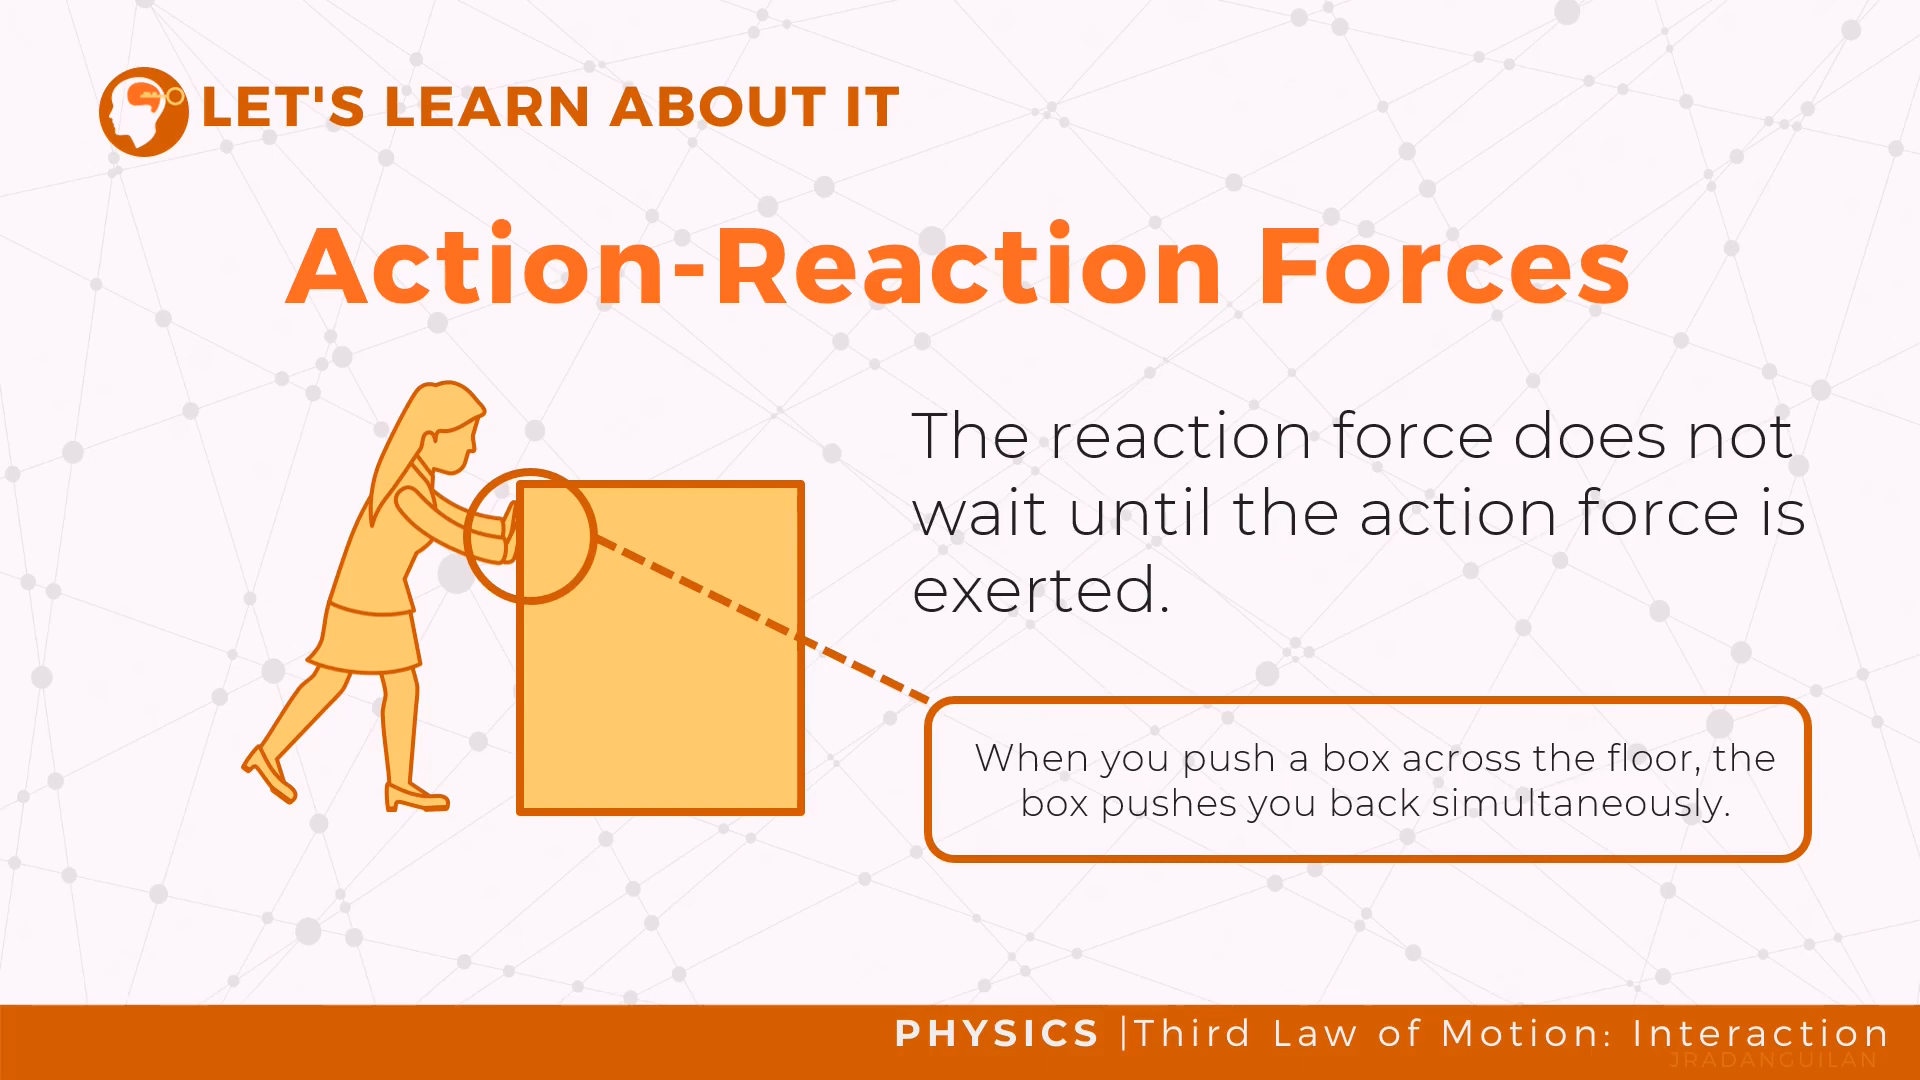 LET'S LEARN ABOUT IT
Action-Reaction Forces
The reaction force does not
wait until the action force is
exerted.
When you push a box across the floor, the
box pushes you back simultaneously.
PHYSICS |Third Law of Motion: Interaction
JRADANGUILAN